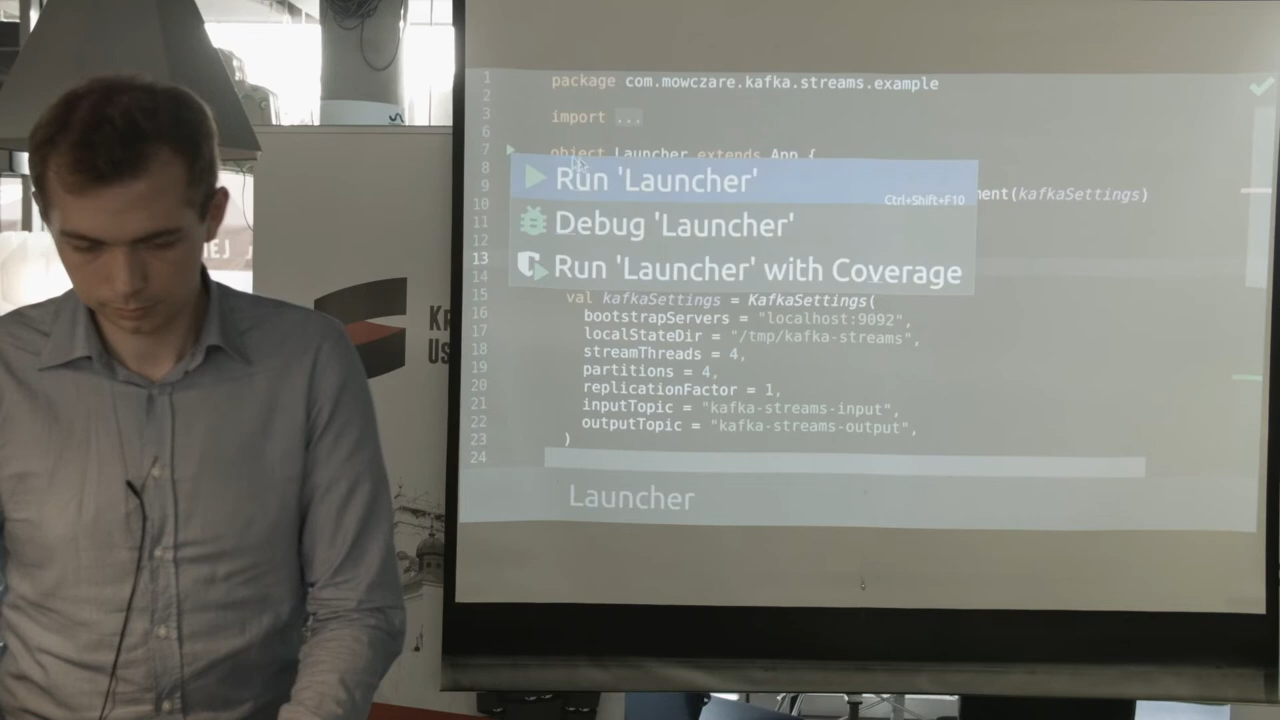 1 package com.mowczare.kafka.streams.example
2
3 import ...
6
7 object Launcher extends App {
8 Run 'Launcher' Ctrl+Shift+F10
9 ment(kafkaSettings)
10
11 Debug 'Launcher'
12
13 Run 'Launcher' with Coverage
14
15 val kafkaSettings = KafkaSettings(
16 bootstrapServers = "localhost:9092",
17 localStateDir = "/tmp/kafka-streams",
18 streamThreads = 4,
19 partitions = 4,
20 replicationFactor = 1,
21 inputTopic = "kafka-streams-input",
22 outputTopic = "kafka-streams-output",
23 )
24
Launcher